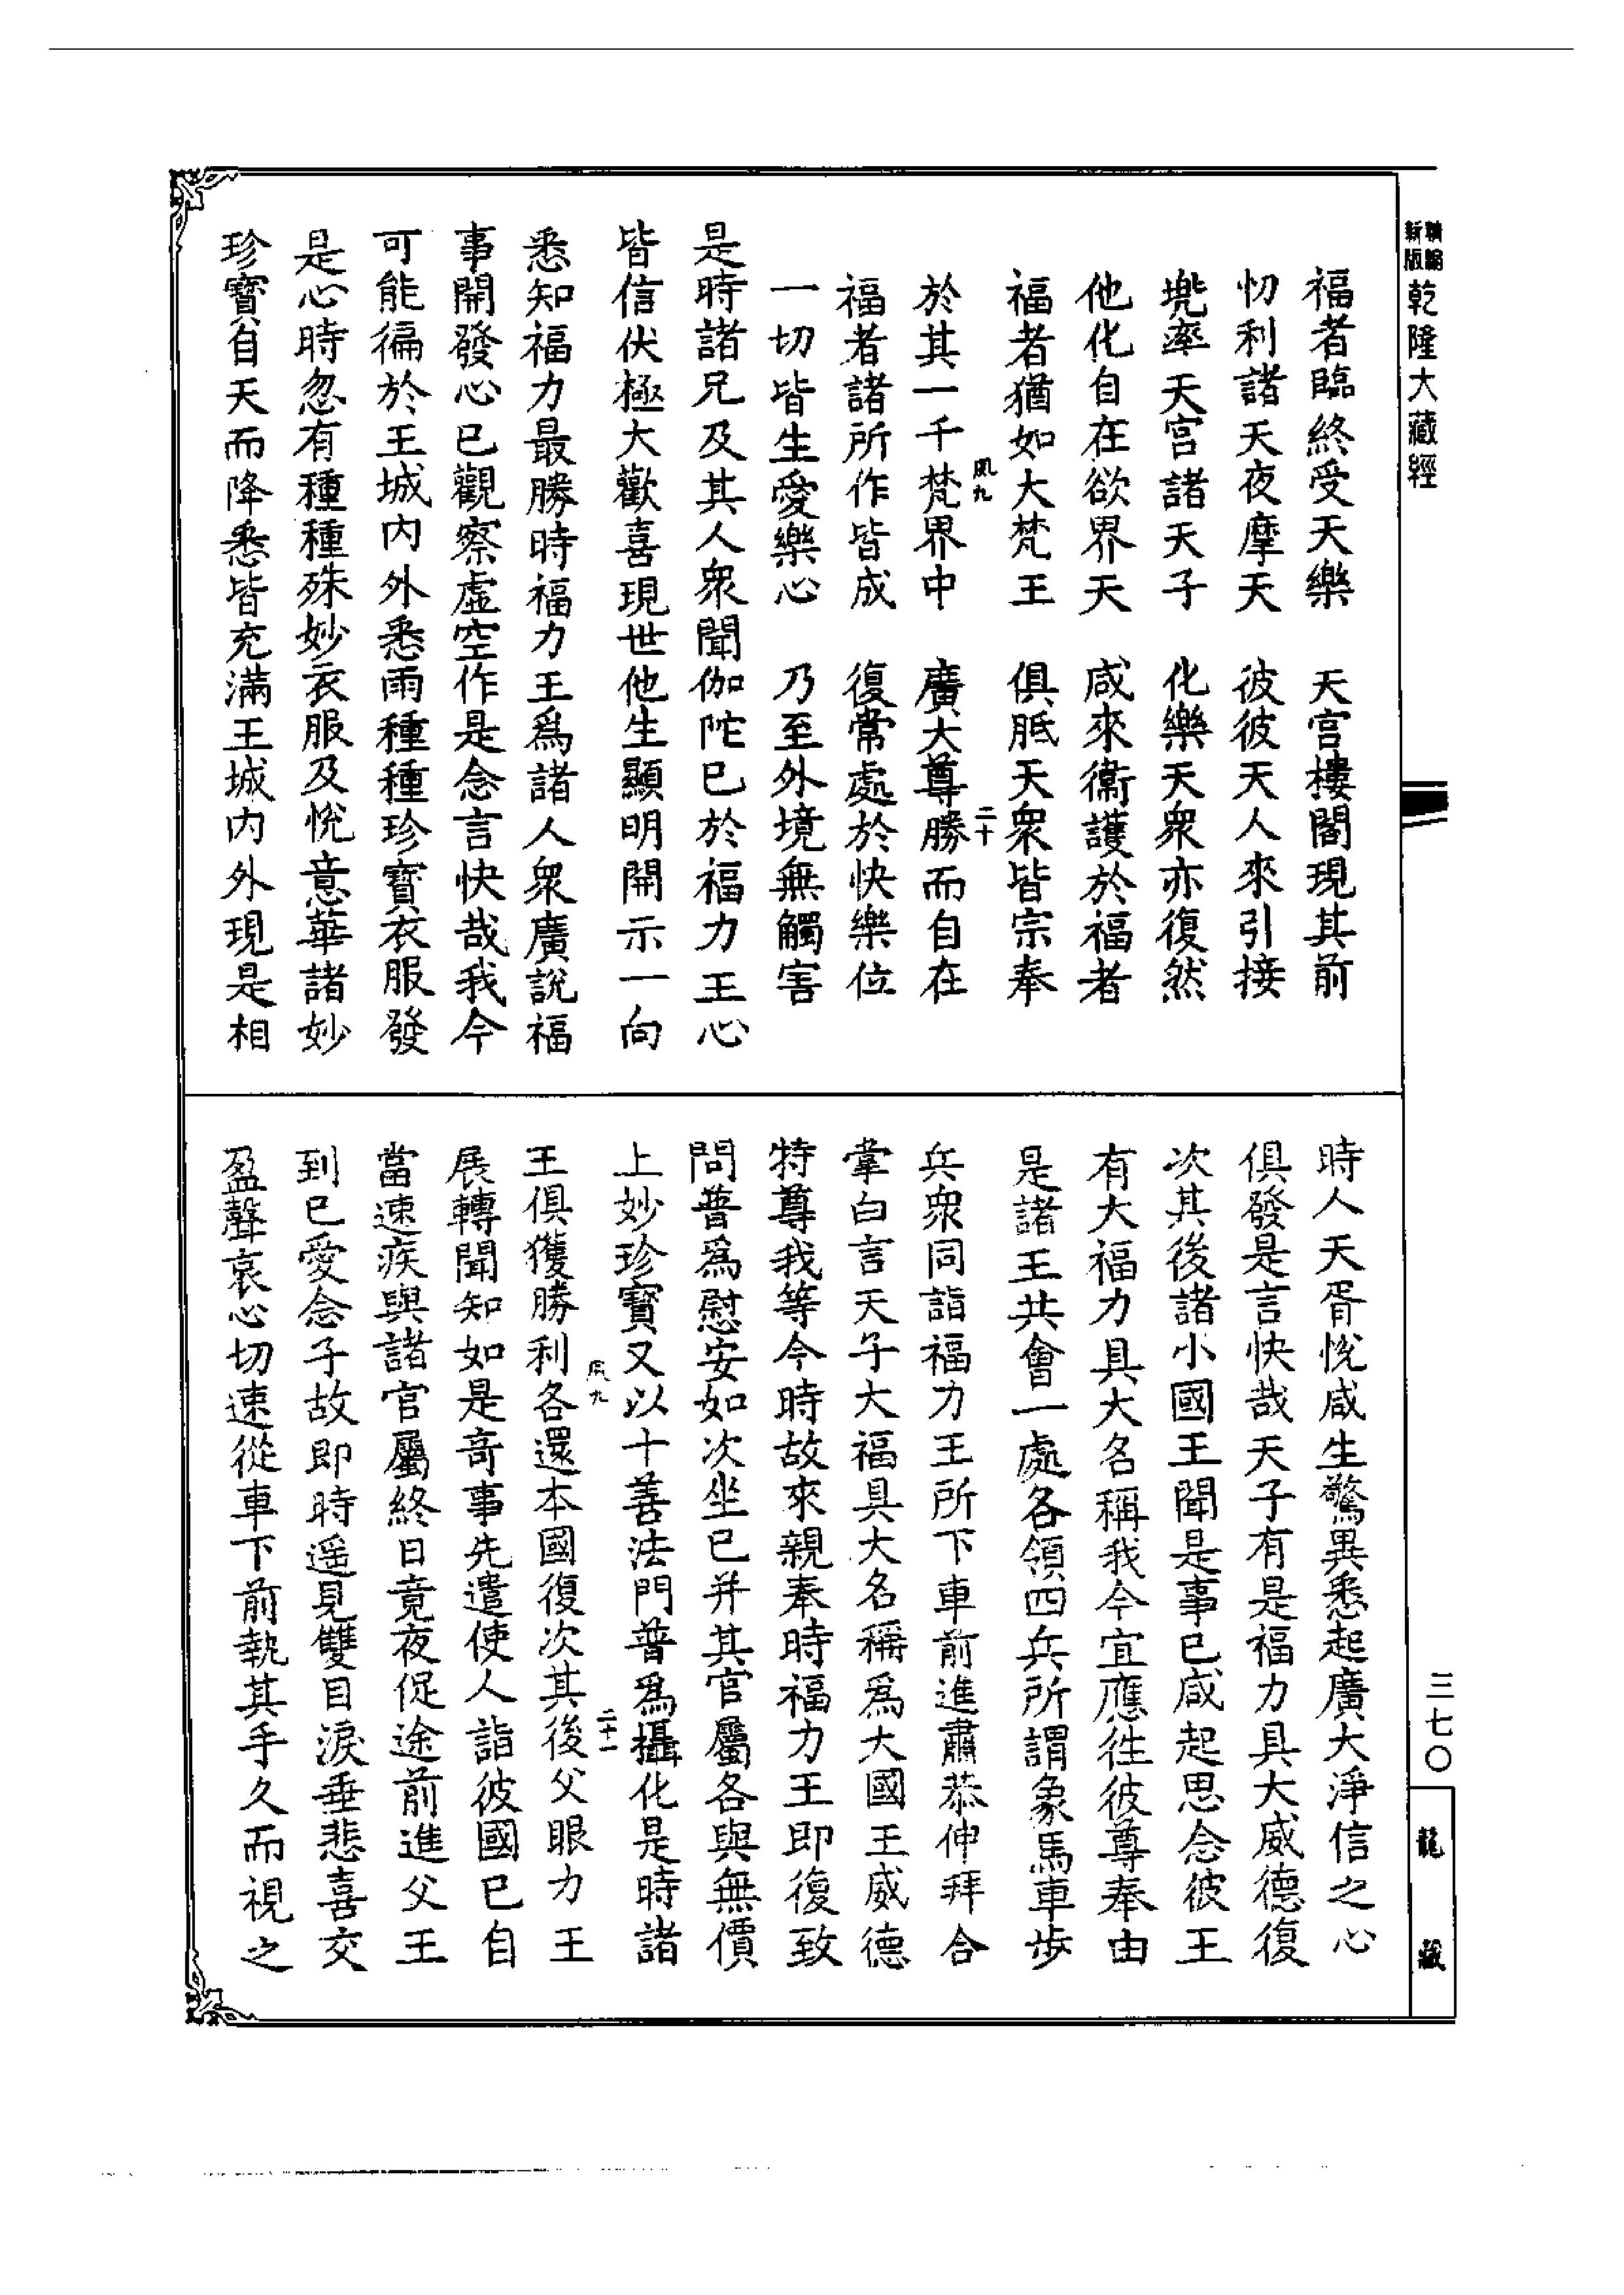 新編
新版
乾隆大藏經
福者臨終受天樂　天宮樓閣現其前
忉利諸天夜摩天　彼彼天人來引接
兠率天宮諸天子　化樂天衆亦復然
他化自在欲界天　咸來衞護於福者
福者猶如大梵王　俱胝天衆皆宗奉
於其一千梵界中　廣大尊勝而自在
鳳九　二十
福者諸所作皆成　復常處於快樂位
一切皆生愛樂心　乃至外境無觸害
是時諸兄及其人衆聞伽陀已於福力王心
皆信伏極大歡喜現世他生顯明開示一向
悉知福力最勝時福力王爲諸人衆廣說福
事開發心已觀察虛空作是念言快哉我今
可能徧於王城内外悉雨種種珍寶衣服發
是心時忽有種種殊妙衣服及悅意華諸妙
珍寶自天而降悉皆充滿王城内外現是相
時人天胥悅咸生驚異悉起廣大淨信之心
俱發是言快哉天子有是福力具大威德復
次其後諸小國王聞是事已咸起思念彼王
有大福力具大名稱我今宜應徃彼尊奉由
是諸王共會一處各領四兵所謂象馬車步
兵衆同詣福力王所下車前進肅恭伸拜合
掌白言天子大福具大名稱爲大國王威德
特尊我等今時故來親奉時福力王即復致
問普爲慰安如次坐已并其官屬各與無價
上妙珍寶又以十善法門普爲攝化是時諸
鳳九　二十一
王俱獲勝利各還本國復次其後父眼力王
展轉聞知如是竒事先遣使人詣彼國已自
當速疾與諸官屬終日竟夜促途前進父王
到已愛念子故即時遥見雙目淚垂悲喜交
盈聲哀心切速從車下前執其手久而視之
三七〇
龍藏